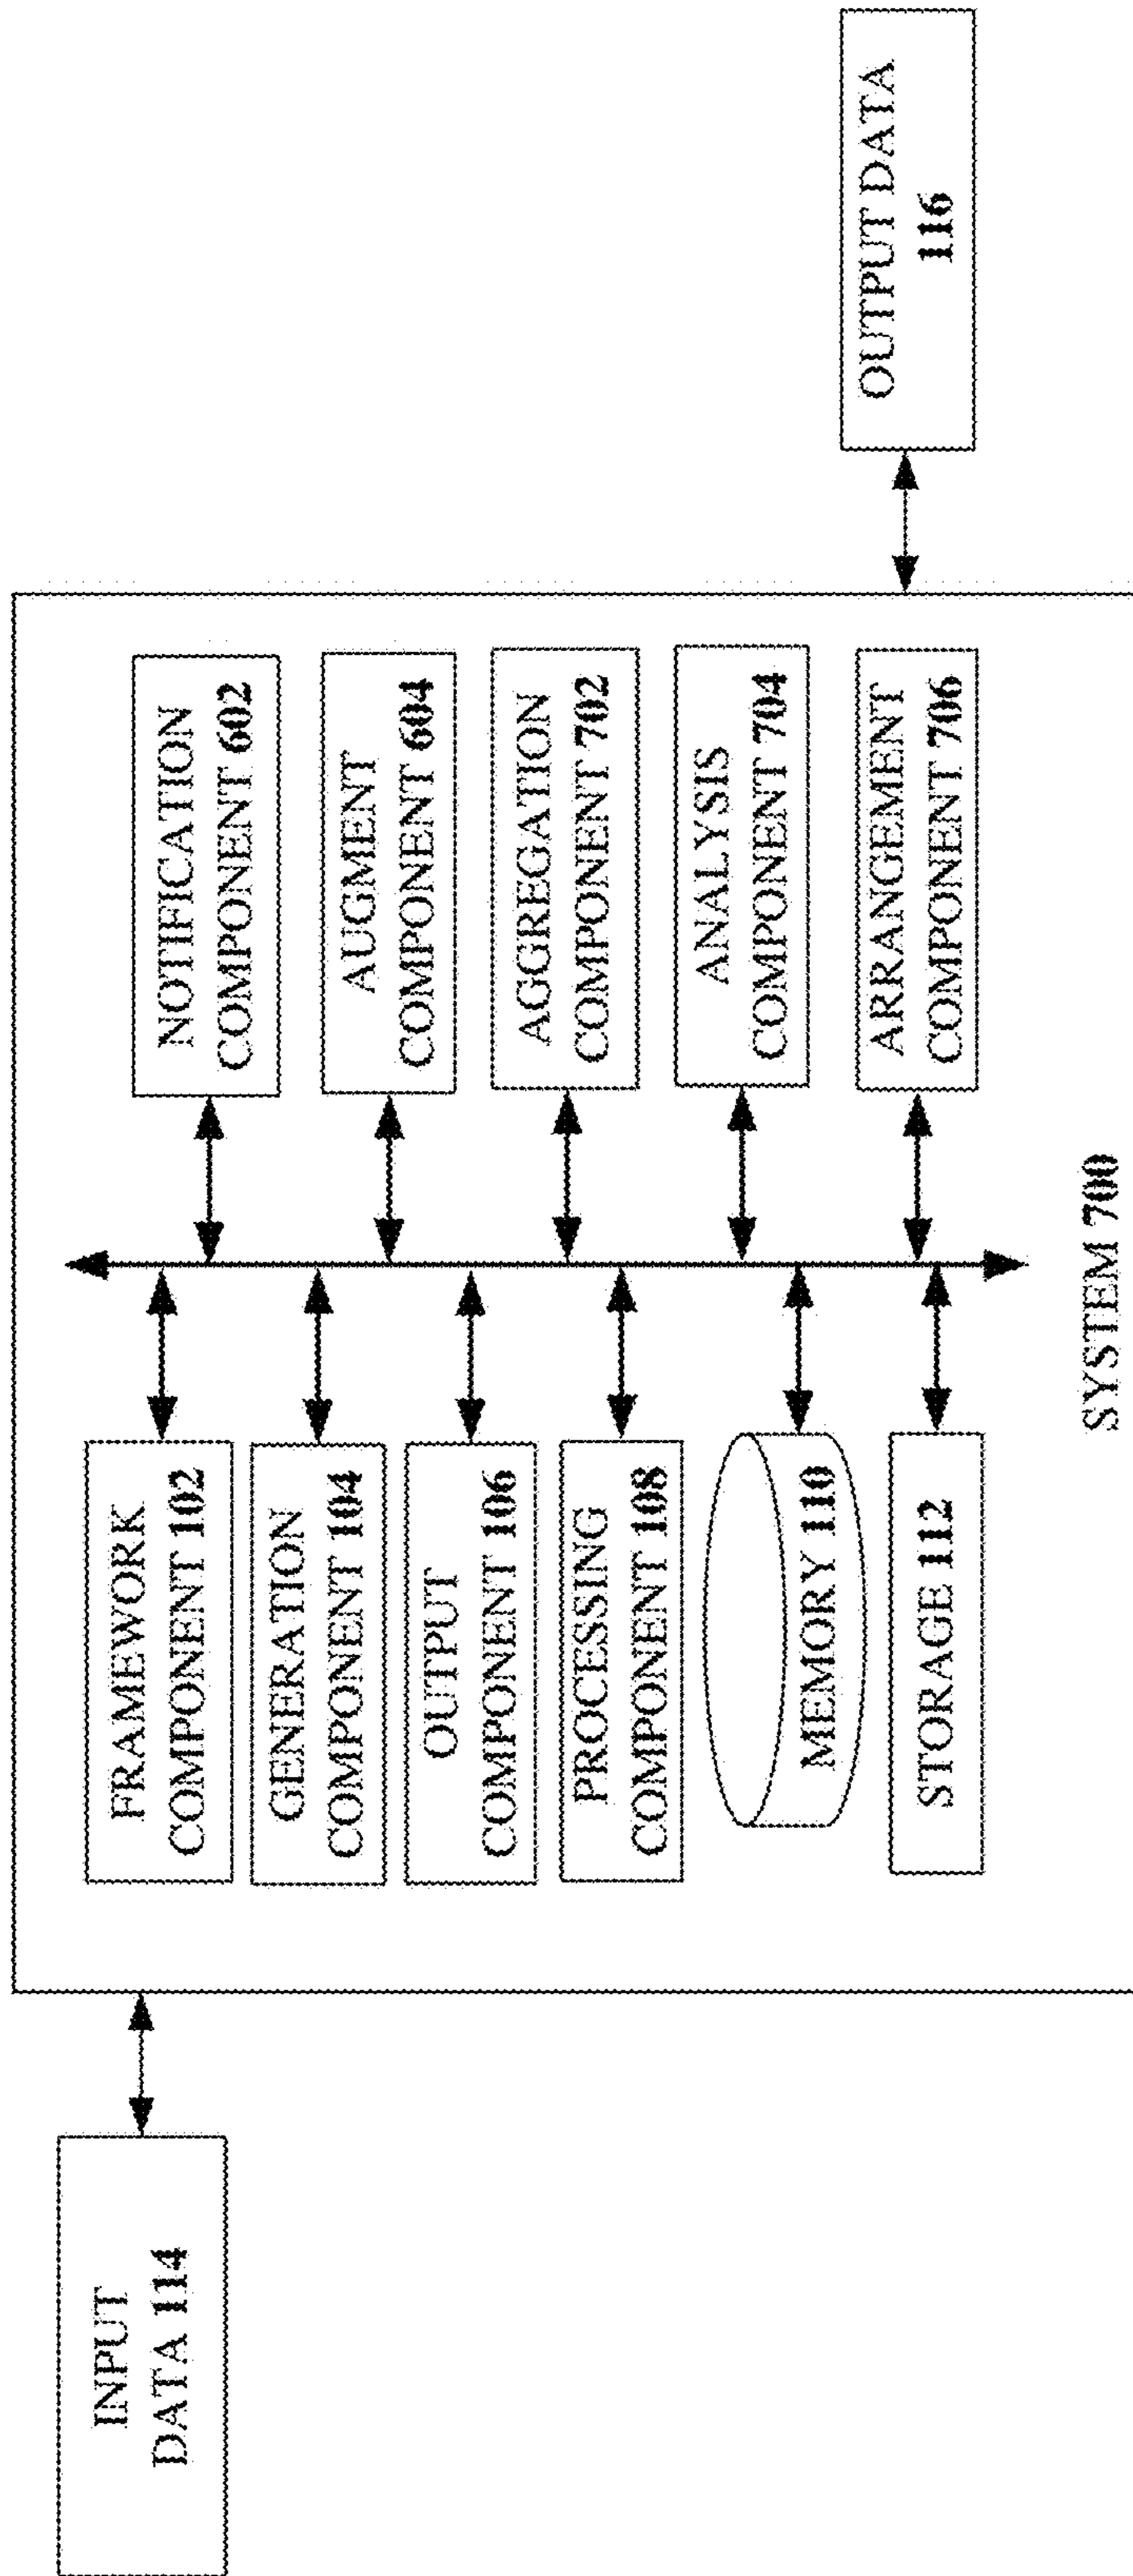 INPUT
DATA 114
FRAMEWORK
COMPONENT 102
GENERATION
COMPONENT 104
OUTPUT
COMPONENT 106
PROCESSING
COMPONENT 108
MEMORY 110
STORAGE 112
NOTIFICATION
COMPONENT 602
AUGMENT
COMPONENT 604
AGGREGATION
COMPONENT 702
ANALYSIS
COMPONENT 704
ARRANGEMENT
COMPONENT 706
SYSTEM 700
OUTPUT DATA
116